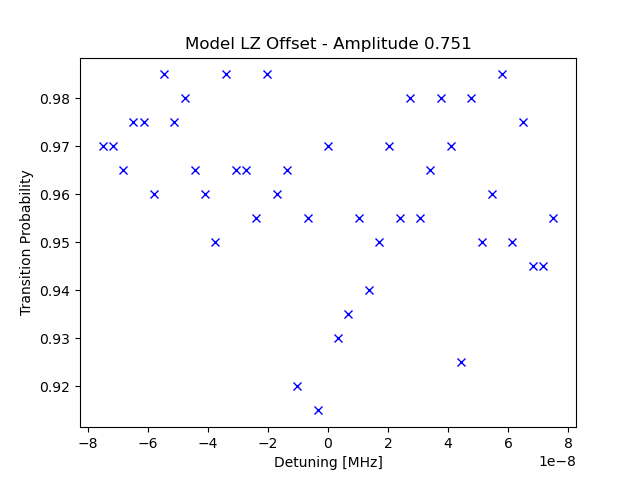 Model LZ Offset - Amplitude 0.751
Transition Probability
0.98
0.97
0.96
0.95
0.94
0.93
0.92
−8 −6 −4 −2 0 2 4 6 8
1e−8
Detuning [MHz]